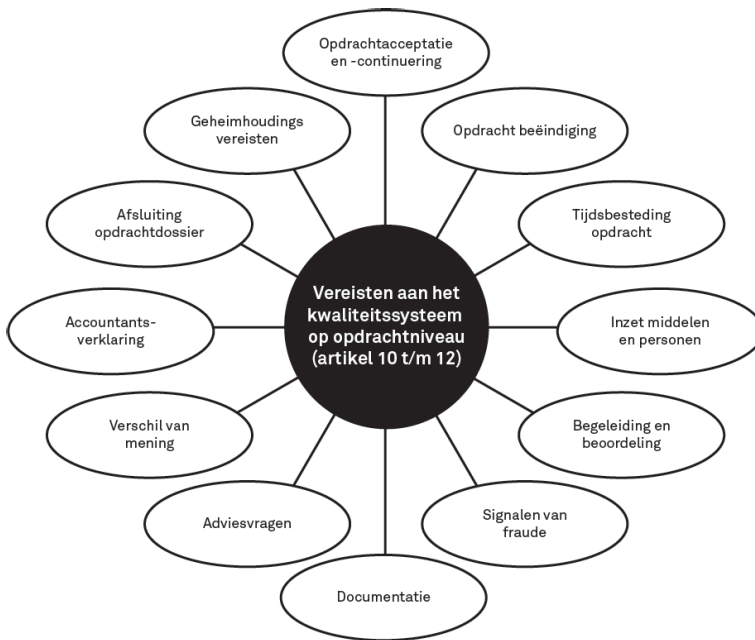 Opdrachtacceptatie
en -continuering
Opdracht beëindiging
Tijdsbesteding
opdracht
Inzet middelen
en personen
Begeleiding en
beoordeling
Signalen van
fraude
Documentatie
Adviesvragen
Verschil van
mening
Accountants-
verklaring
Afsluiting
opdrachtdossier
Geheimhoudings
vereisten
Vereisten aan het
kwaliteitssysteem
op opdrachtniveau
(artikel 10 t/m 12)